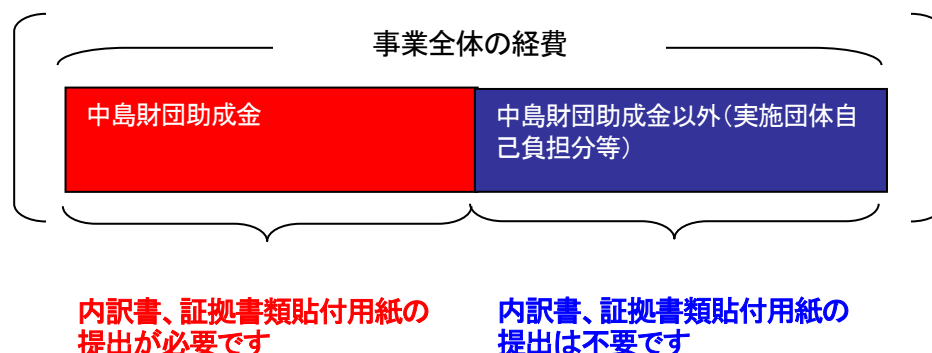 事業全体の経費
中島財団助成金
中島財団助成金以外(実施団体自
己負担分等)
内訳書、証拠書類貼付用紙の
提出が必要です
内訳書、証拠書類貼付用紙の
提出は不要です